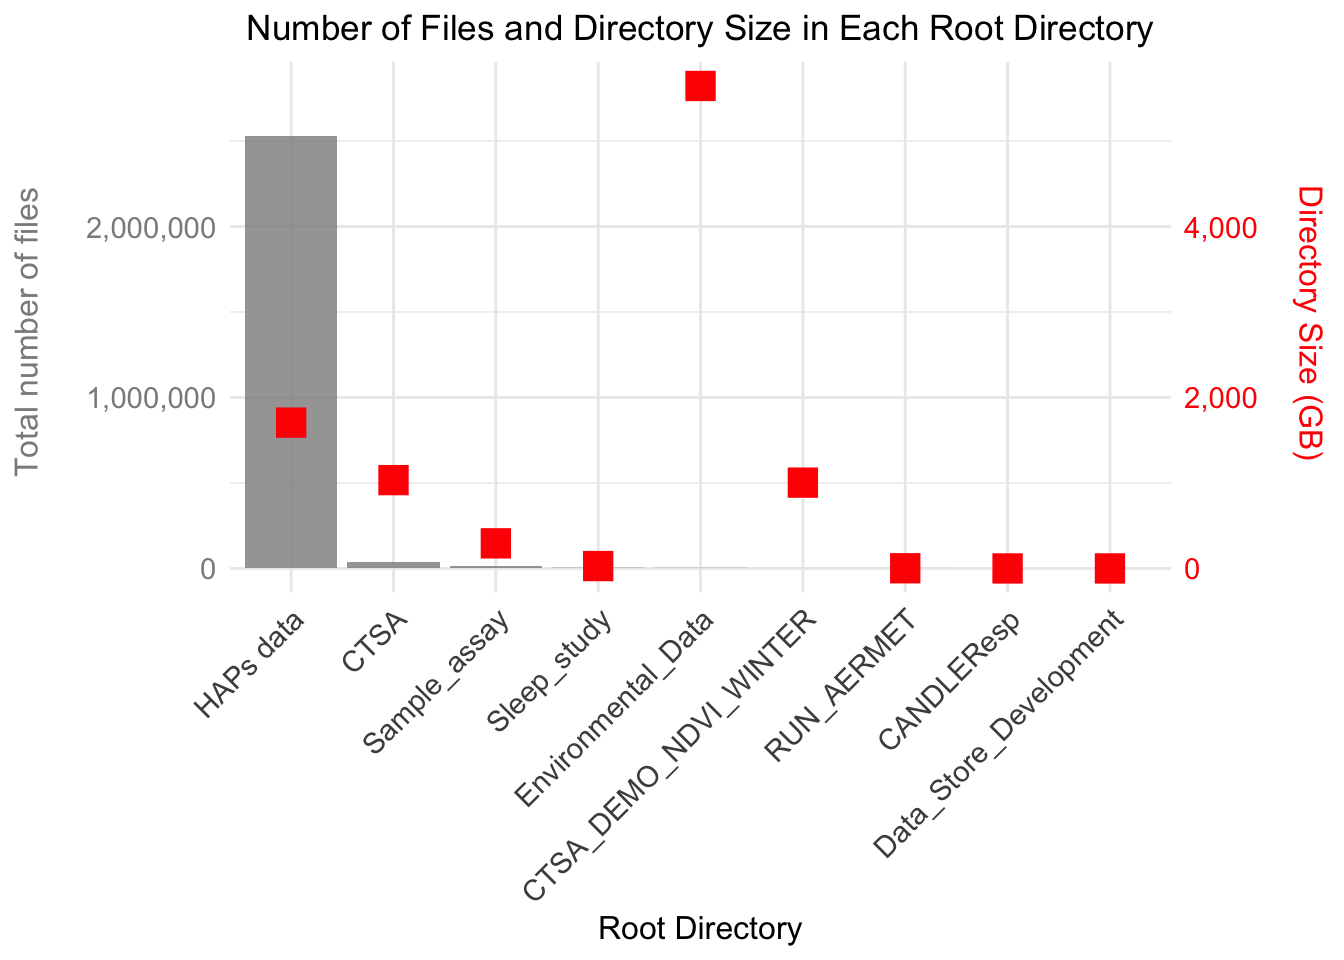 Number of Files and Directory Size in Each Root Directory
Total number of files
2,000,000
1,000,000
0
4,000
2,000
0
Directory Size (GB)
HAPs data
CTSA
Sample_assay
Sleep_study
Environmental_Data
CTSA_DEMO_NDVI_WINTER
RUN_AERMET
CANDLEResp
Data_Store_Development
Root Directory